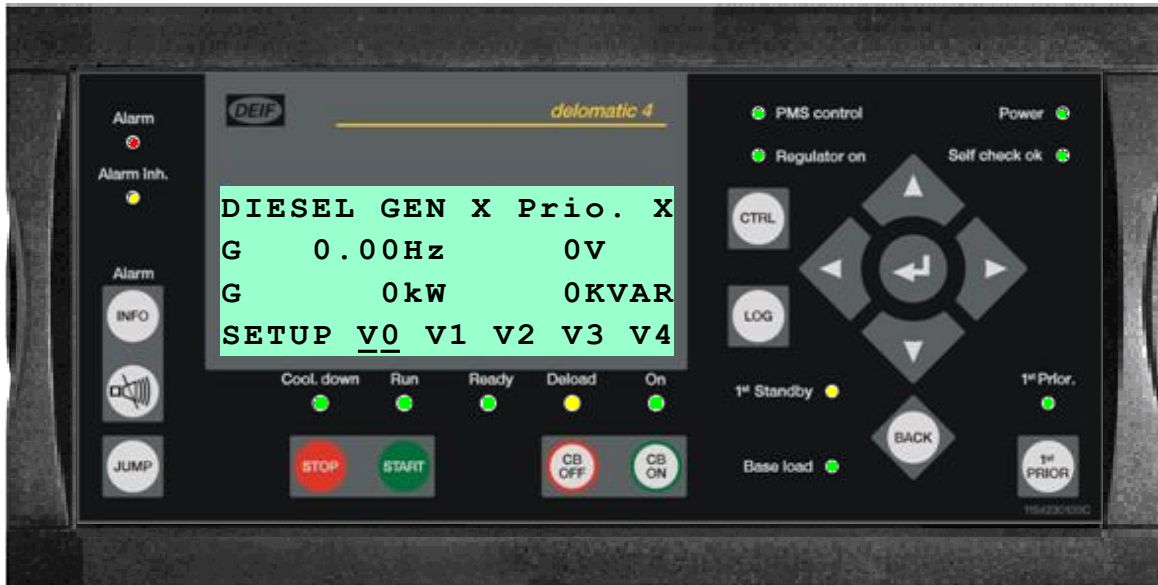 DEIF
delomatic 4
Alarm
Alarm Inh.
PMS control
Power
Regulator on
Self check ok
DIESEL GEN X Prio. X
G 0.00Hz 0V
G 0kW 0KVAR
SETUP V0 V1 V2 V3 V4
CTRL
LOG
Alarm
INFO
JUMP
Cool. down
Run
Ready
Deload
On
STOP
START
CB OFF
CB ON
1st Standby
Base load
BACK
1st Prior.
1st PRIOR